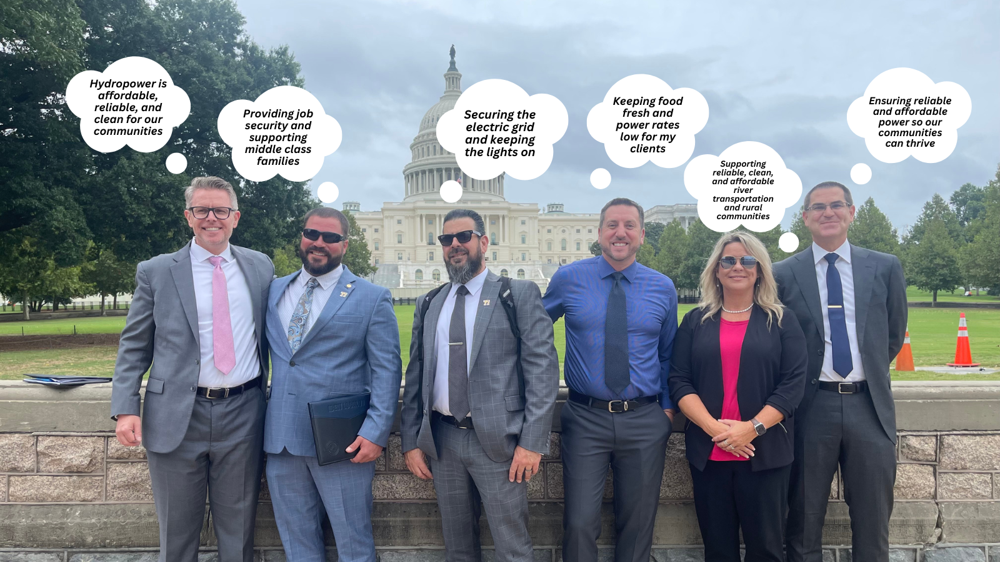 Hydropower is
affordable,
reliable, and
clean for our
communities
Providing job
security and
supporting
middle class
families
Securing the
electric grid
and keeping
the lights on
Keeping food
fresh and
power rates
low for my
clients
Supporting
reliable, clean,
and affordable
river
transportation
and rural
communities
Ensuring reliable
and affordable
power so our
communities
can thrive